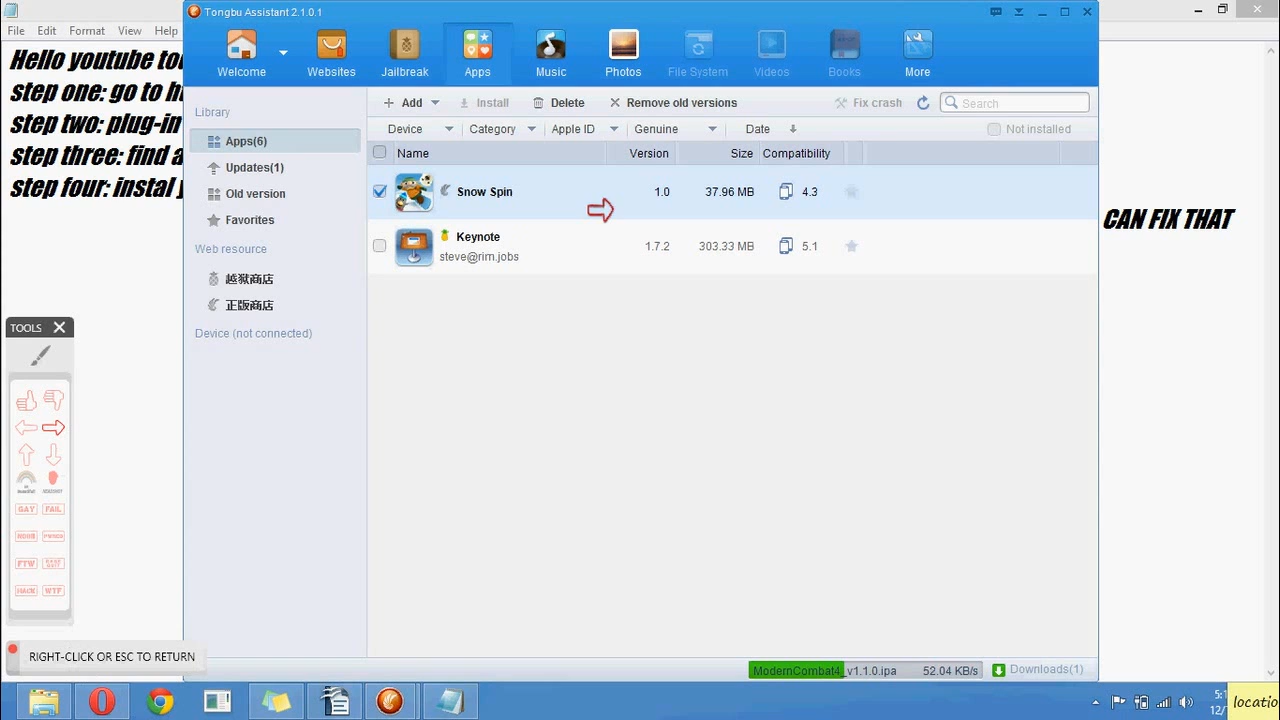 Tongbu Assistant 2.1.0.1
File Edit Format View Help
Hello youtube to
step one: go to h
step two: plug-in
step three: find a
step four: instal y
CAN FIX THAT
Welcome Websites Jailbreak Apps Music Photos File System Videos Books More
Library
Apps(6)
Updates(1)
Old version
Favorites
Web resource
越狱商店
正版商店
Device (not connected)
Add Install Delete Remove old versions Fix crash Search
Device Category Apple ID Genuine Date Not installed
Name Version Size Compatibility
Snow Spin 1.0 37.96 MB 4.3
Keynote 1.7.2 303.33 MB 5.1
steve@rim.jobs
TOOLS
GAY FAIL
NOOB
FTW
HACK WTF
RIGHT-CLICK OR ESC TO RETURN
ModernCombat4_v1.1.0.ipa 52.04 KB/s Downloads(1)
5:1
12/
locatio